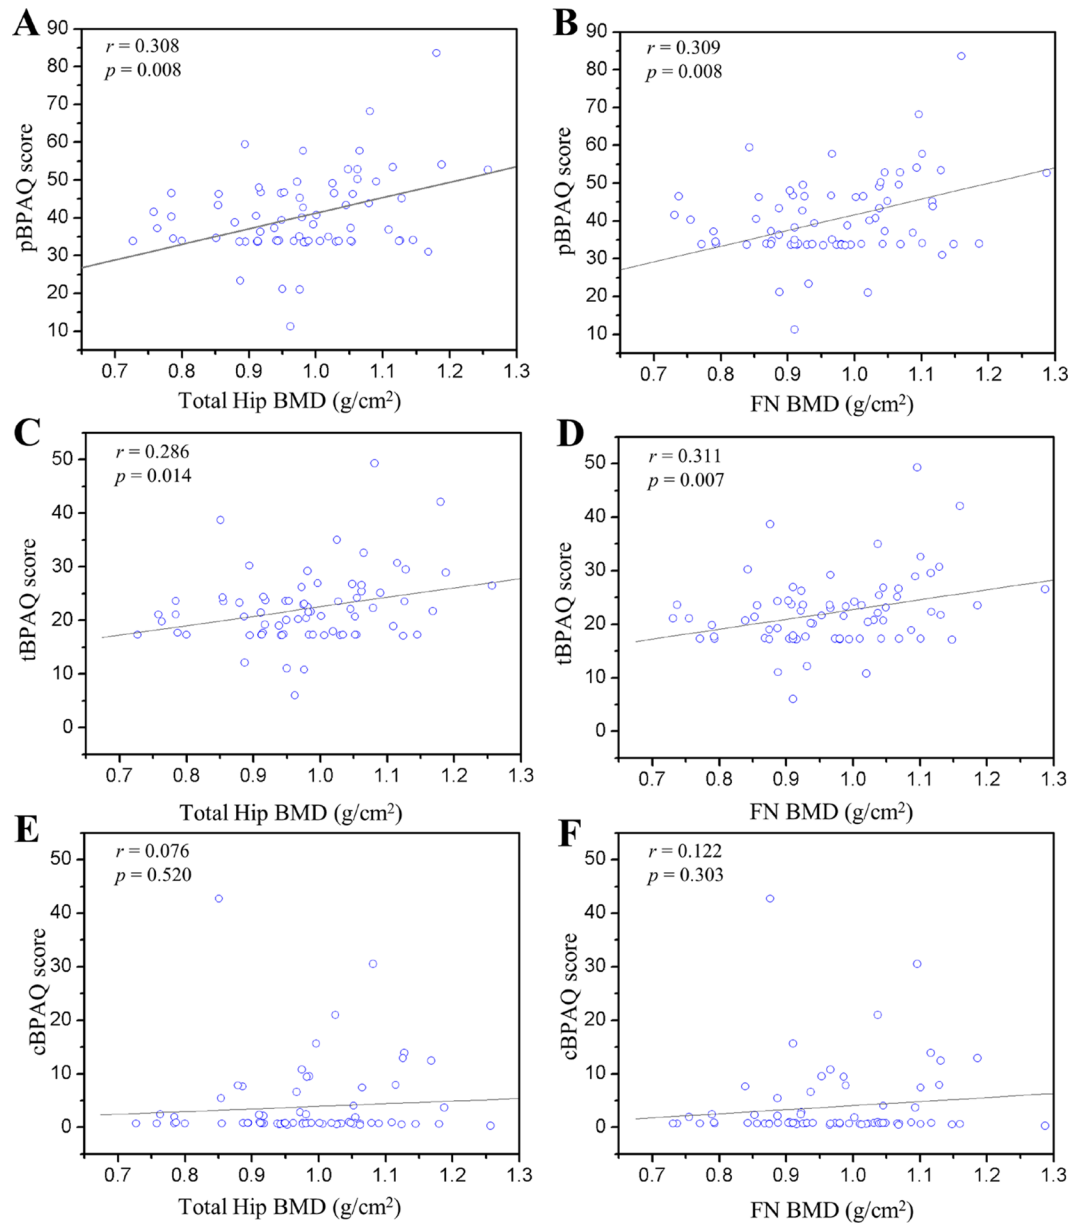 A
r = 0.308
p = 0.008
90
80
70
60
50
40
30
20
10
pBPAQ score
0.7 0.8 0.9 1.0 1.1 1.2 1.3
Total Hip BMD (g/cm²)
B
r = 0.309
p = 0.008
90
80
70
60
50
40
30
20
10
pBPAQ score
0.7 0.8 0.9 1.0 1.1 1.2 1.3
FN BMD (g/cm²)
C
r = 0.286
p = 0.014
50
40
30
20
10
0
tBPAQ score
0.7 0.8 0.9 1.0 1.1 1.2 1.3
Total Hip BMD (g/cm²)
D
r = 0.311
p = 0.007
50
40
30
20
10
0
tBPAQ score
0.7 0.8 0.9 1.0 1.1 1.2 1.3
FN BMD (g/cm²)
E
r = 0.076
p = 0.520
50
40
30
20
10
0
cBPAQ score
0.7 0.8 0.9 1.0 1.1 1.2 1.3
Total Hip BMD (g/cm²)
F
r = 0.122
p = 0.303
50
40
30
20
10
0
cBPAQ score
0.7 0.8 0.9 1.0 1.1 1.2 1.3
FN BMD (g/cm²)